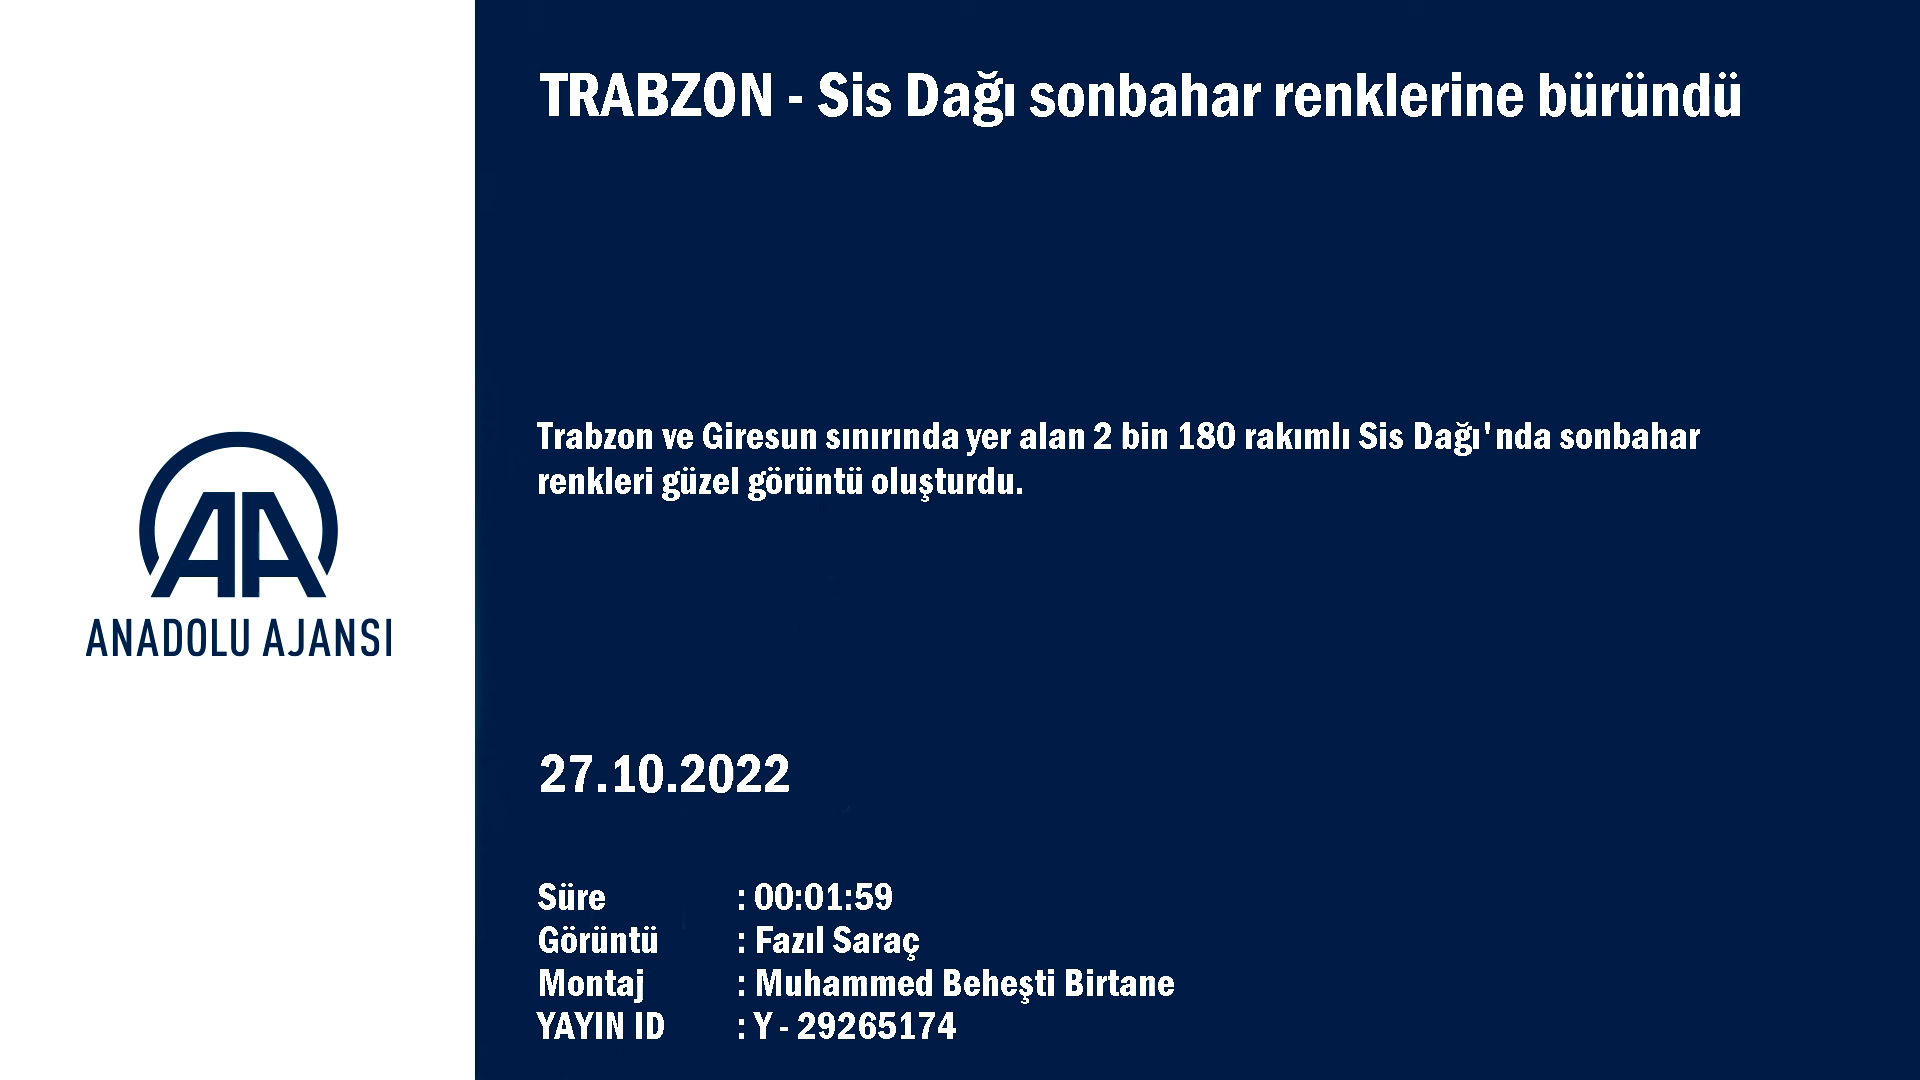 TRABZON - Sis Dağı sonbahar renklerine büründü
Trabzon ve Giresun sınırında yer alan 2 bin 180 rakımlı Sis Dağı'nda sonbahar
renkleri güzel görüntü oluşturdu.
AA
ANADOLU AJANSI
27.10.2022
Süre : 00:01:59
Görüntü : Fazıl Saraç
Montaj : Muhammed Beheşti Birtane
YAYIN ID : Y - 29265174